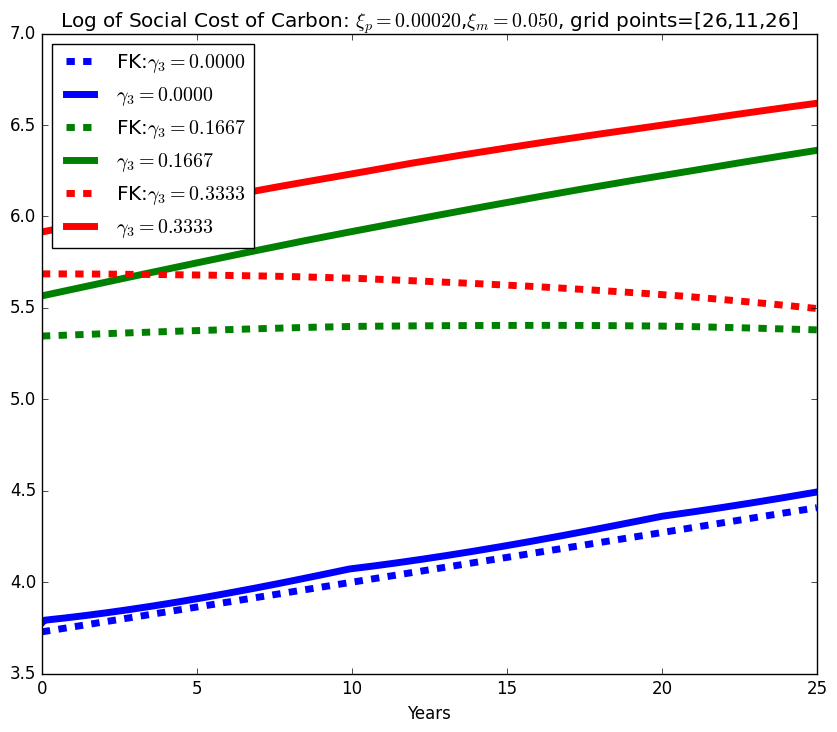 Log of Social Cost of Carbon: ξₚ = 0.00020,ξₘ = 0.050, grid points=[26,11,26]
7.0
6.5
6.0
5.5
5.0
4.5
4.0
3.5
FK:γ₃ = 0.0000
γ₃ = 0.0000
FK:γ₃ = 0.1667
γ₃ = 0.1667
FK:γ₃ = 0.3333
γ₃ = 0.3333
0 5 10 15 20 25
Years